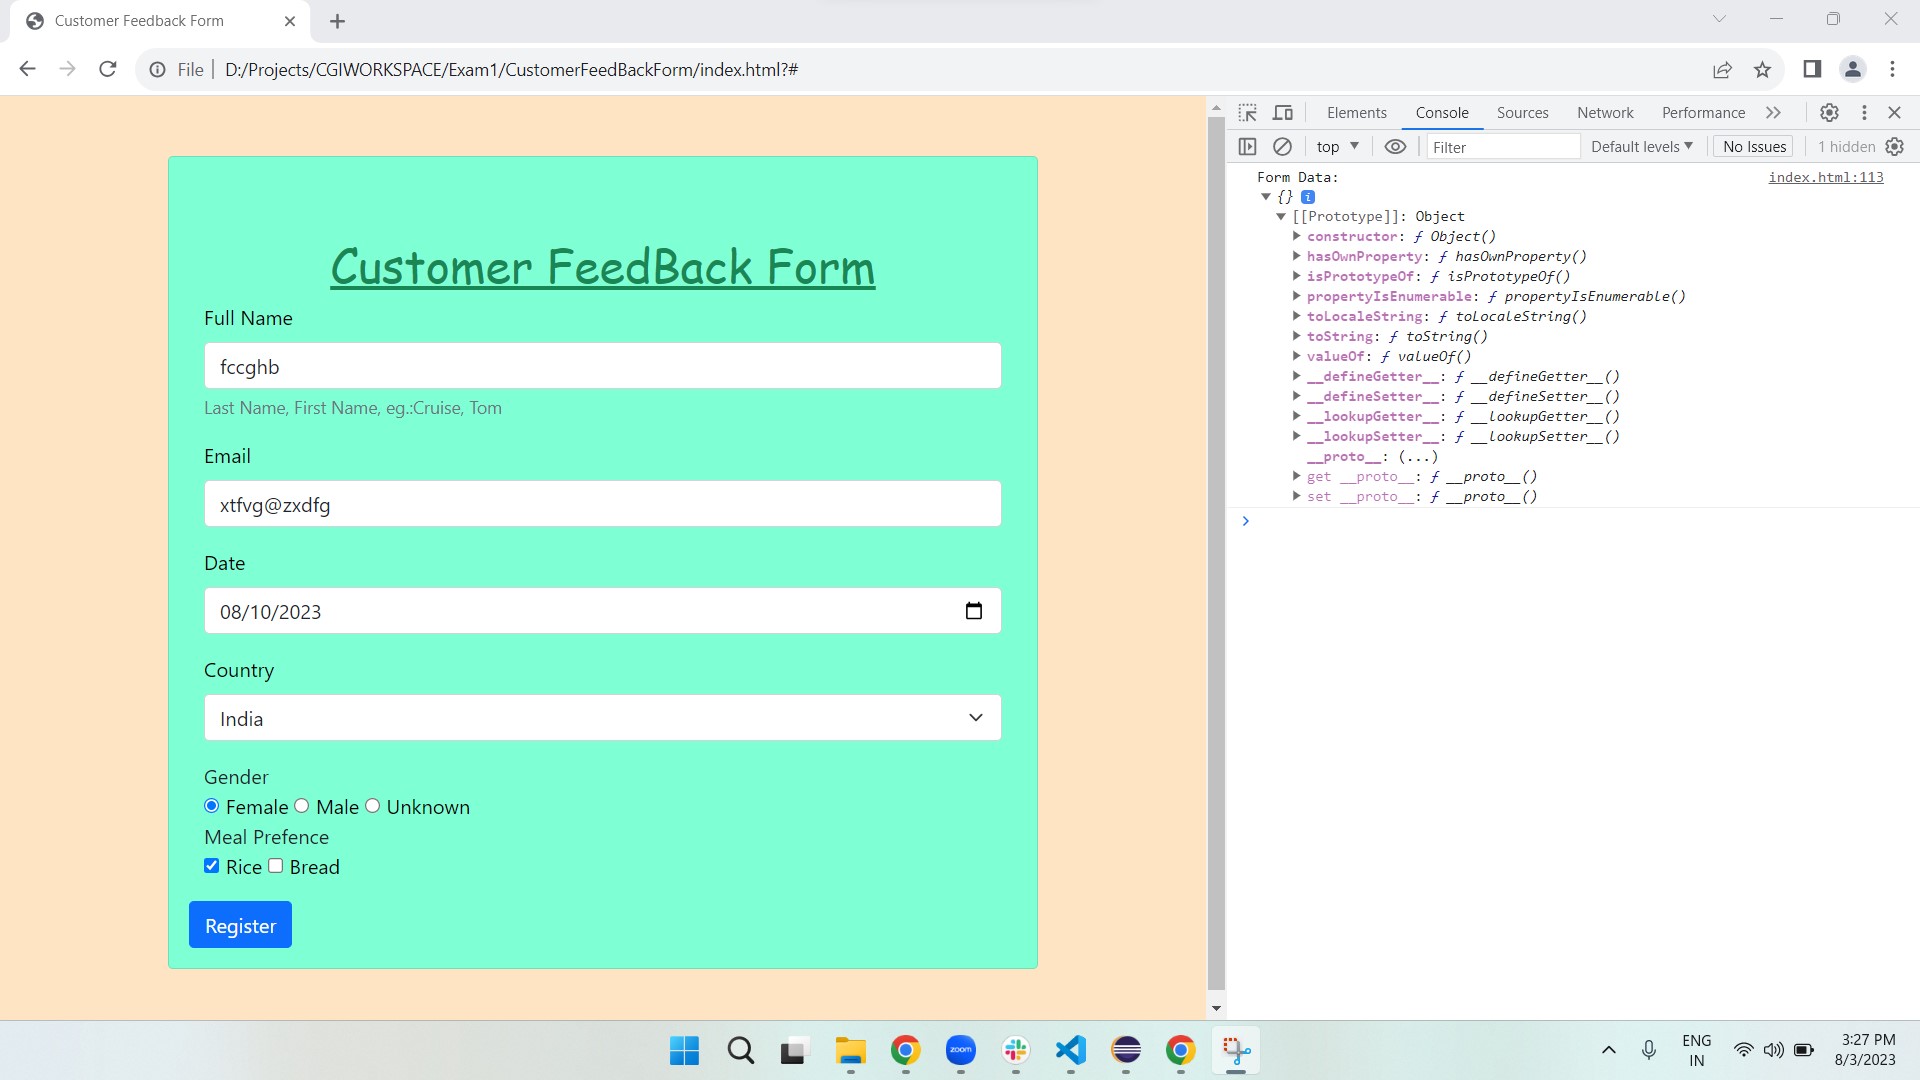 Customer Feedback Form
File
D:/Projects/CGIWORKSPACE/Exam1/CustomerFeedBackForm/index.html?#
Customer FeedBack Form
Full Name
fccghb
Last Name, First Name, eg.:Cruise, Tom
Email
xtfvg@zxdfg
Date
08/10/2023
Country
India
Gender
Female Male Unknown
Meal Prefence
Rice Bread
Register
Elements Console Sources Network Performance
top Filter Default levels No Issues 1 hidden
Form Data: index.html:113
{} i
[[Prototype]]: Object
constructor: ƒ Object()
hasOwnProperty: ƒ hasOwnProperty()
isPrototypeOf: ƒ isPrototypeOf()
propertyIsEnumerable: ƒ propertyIsEnumerable()
toLocaleString: ƒ toLocaleString()
toString: ƒ toString()
valueOf: ƒ valueOf()
__defineGetter__: ƒ __defineGetter__()
__defineSetter__: ƒ __defineSetter__()
__lookupGetter__: ƒ __lookupGetter__()
__lookupSetter__: ƒ __lookupSetter__()
__proto__: (...)
get __proto__: ƒ __proto__()
set __proto__: ƒ __proto__()
zoom
ENG
IN
3:27 PM
8/3/2023